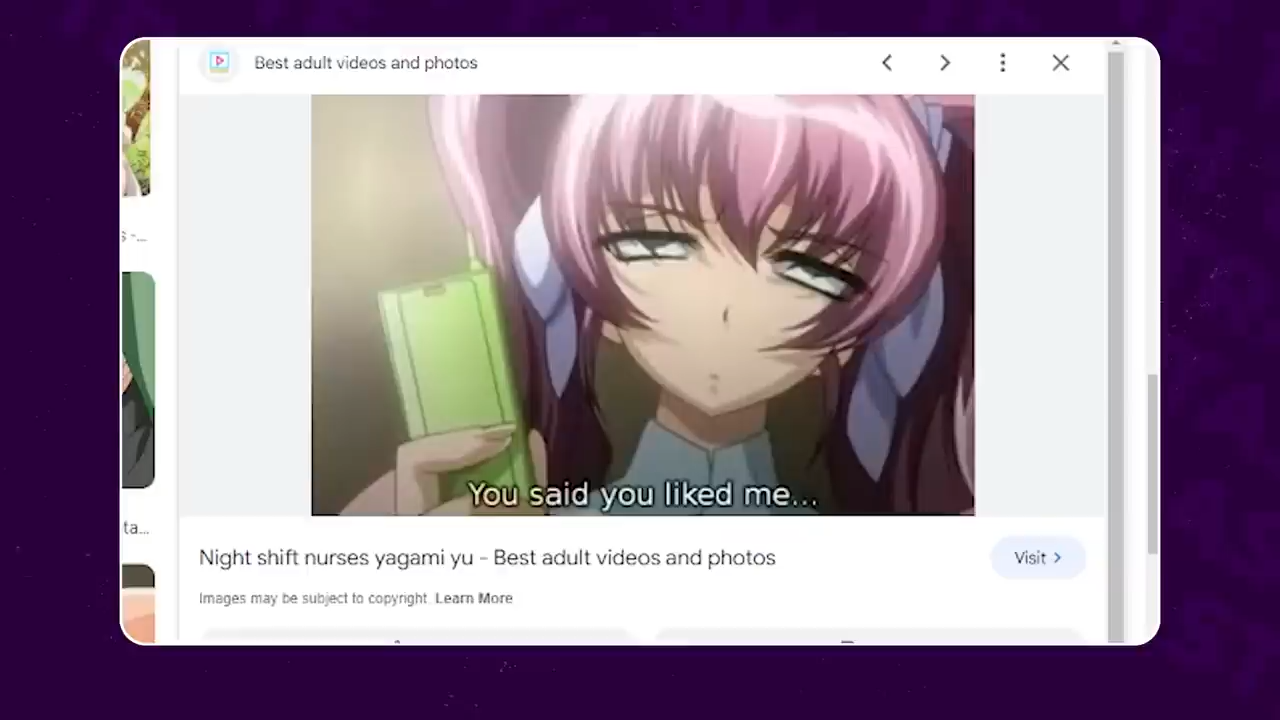 Best adult videos and photos
s -...
You said you liked me...
ta...
Night shift nurses yagami yu - Best adult videos and photos
Visit
Images may be subject to copyright. Learn More